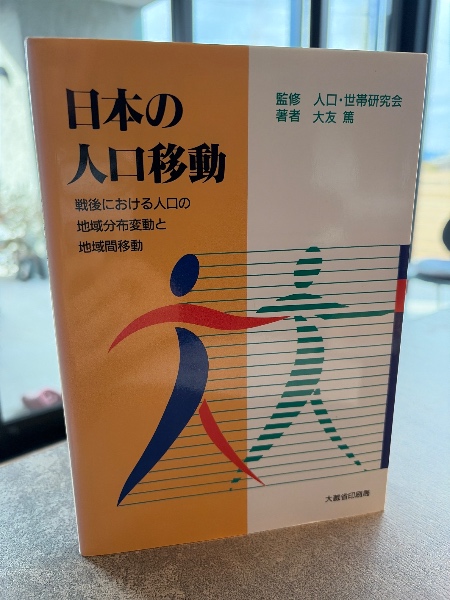 日本の
人口移動
戦後における人口の
地域分布変動と
地域間移動
監修 人口・世帯研究会
著者 大友 篤
大蔵省印刷局